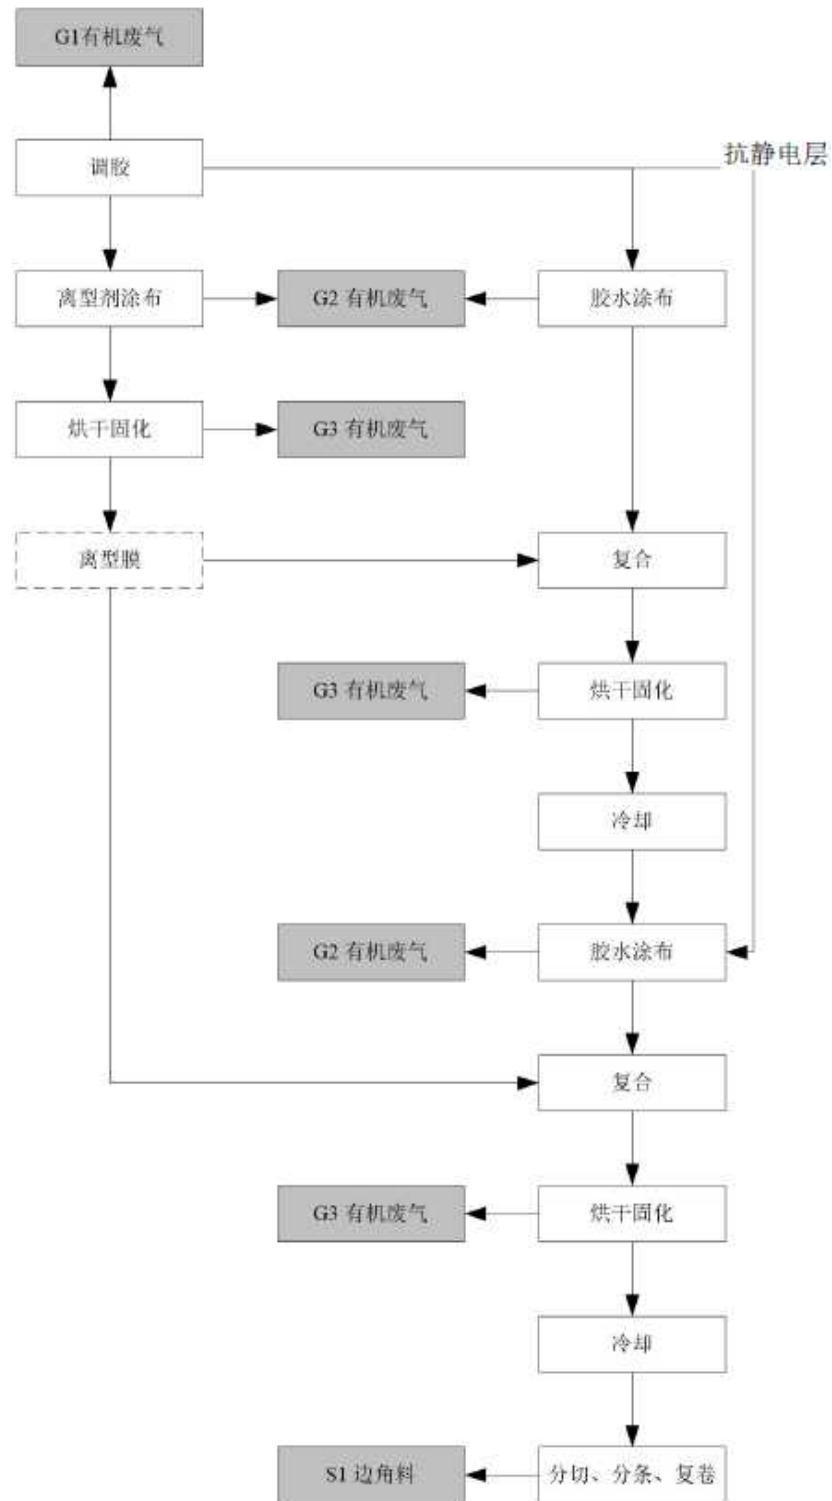 G1有机废气
调胶
抗静电层
离型剂涂布
G2 有机废气
胶水涂布
烘干固化
G3 有机废气
离型膜
复合
G3 有机废气
烘干固化
冷却
G2 有机废气
胶水涂布
复合
G3 有机废气
烘干固化
冷却
S1 边角料
分切、分条、复卷